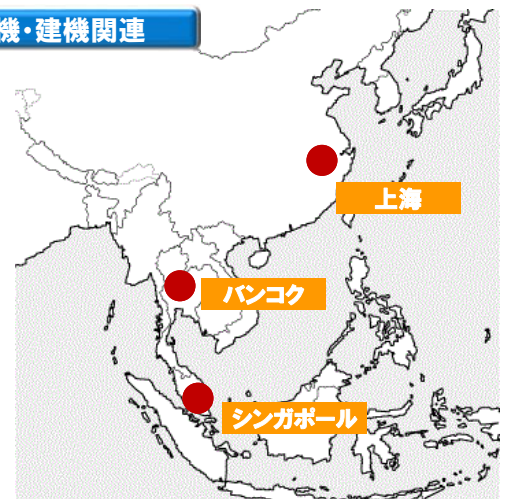 機・建機関連
上海
バンコク
シンガポール